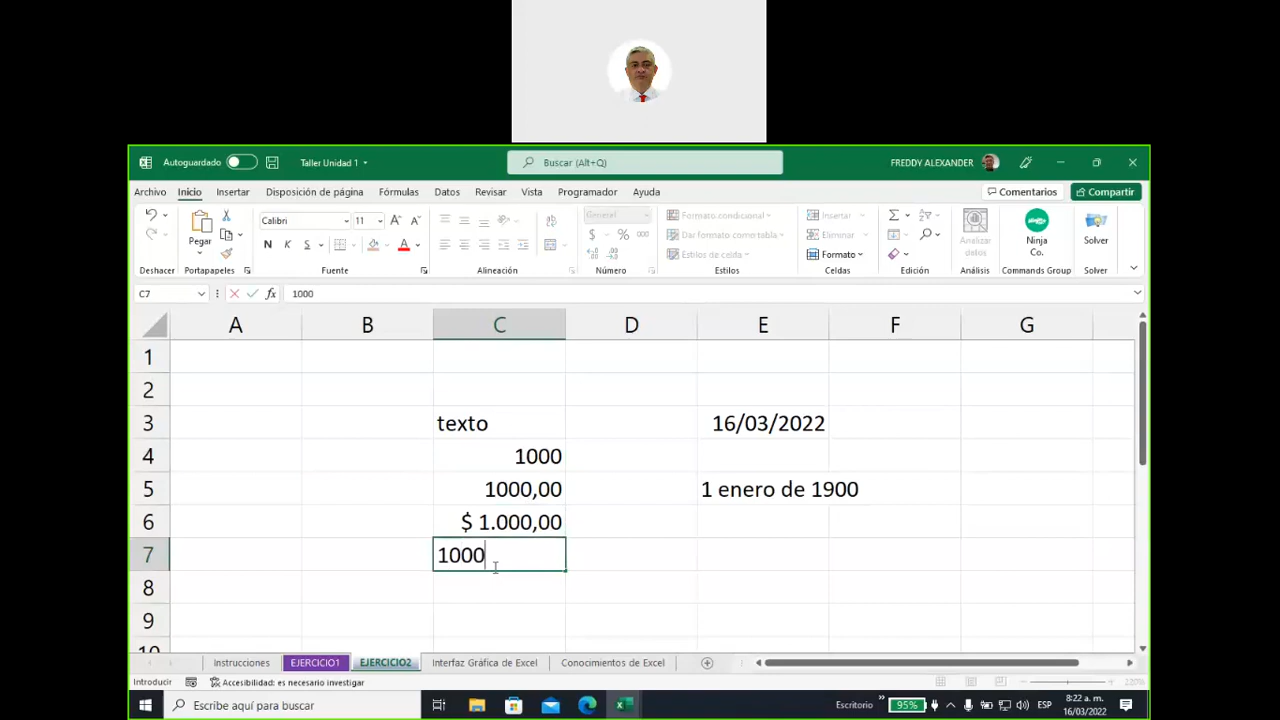 Autoguardado Taller Unidad 1 Buscar (Alt+Q) FREDDY ALEXANDER
Archivo Inicio Insertar Disposición de página Fórmulas Datos Revisar Vista Programador Ayuda Comentarios Compartir
Pegar
Calibri 11
N K S A
General
$ % 000
Formato condicional
Dar formato como tabla
Estilos de celda
Insertar
Eliminar
Formato
Analizar datos
Ninja Co.
Solver
Deshacer Portapapeles Fuente Alineación Número Estilos Celdas Edición Análisis Commands Group Solver
C7 fx 1000
A B C D E F G
1
2
3 texto 16/03/2022
4 1000
5 1000,00 1 enero de 1900
6 $ 1.000,00
7 1000
8
9
10
Instrucciones EJERCICIO1 EJERCICIO2 Interfaz Gráfica de Excel Conocimientos de Excel
Introducir Accesibilidad: es necesario investigar 220%
Escribe aquí para buscar Escritorio 95% ESP 8:22 a. m.
16/03/2022